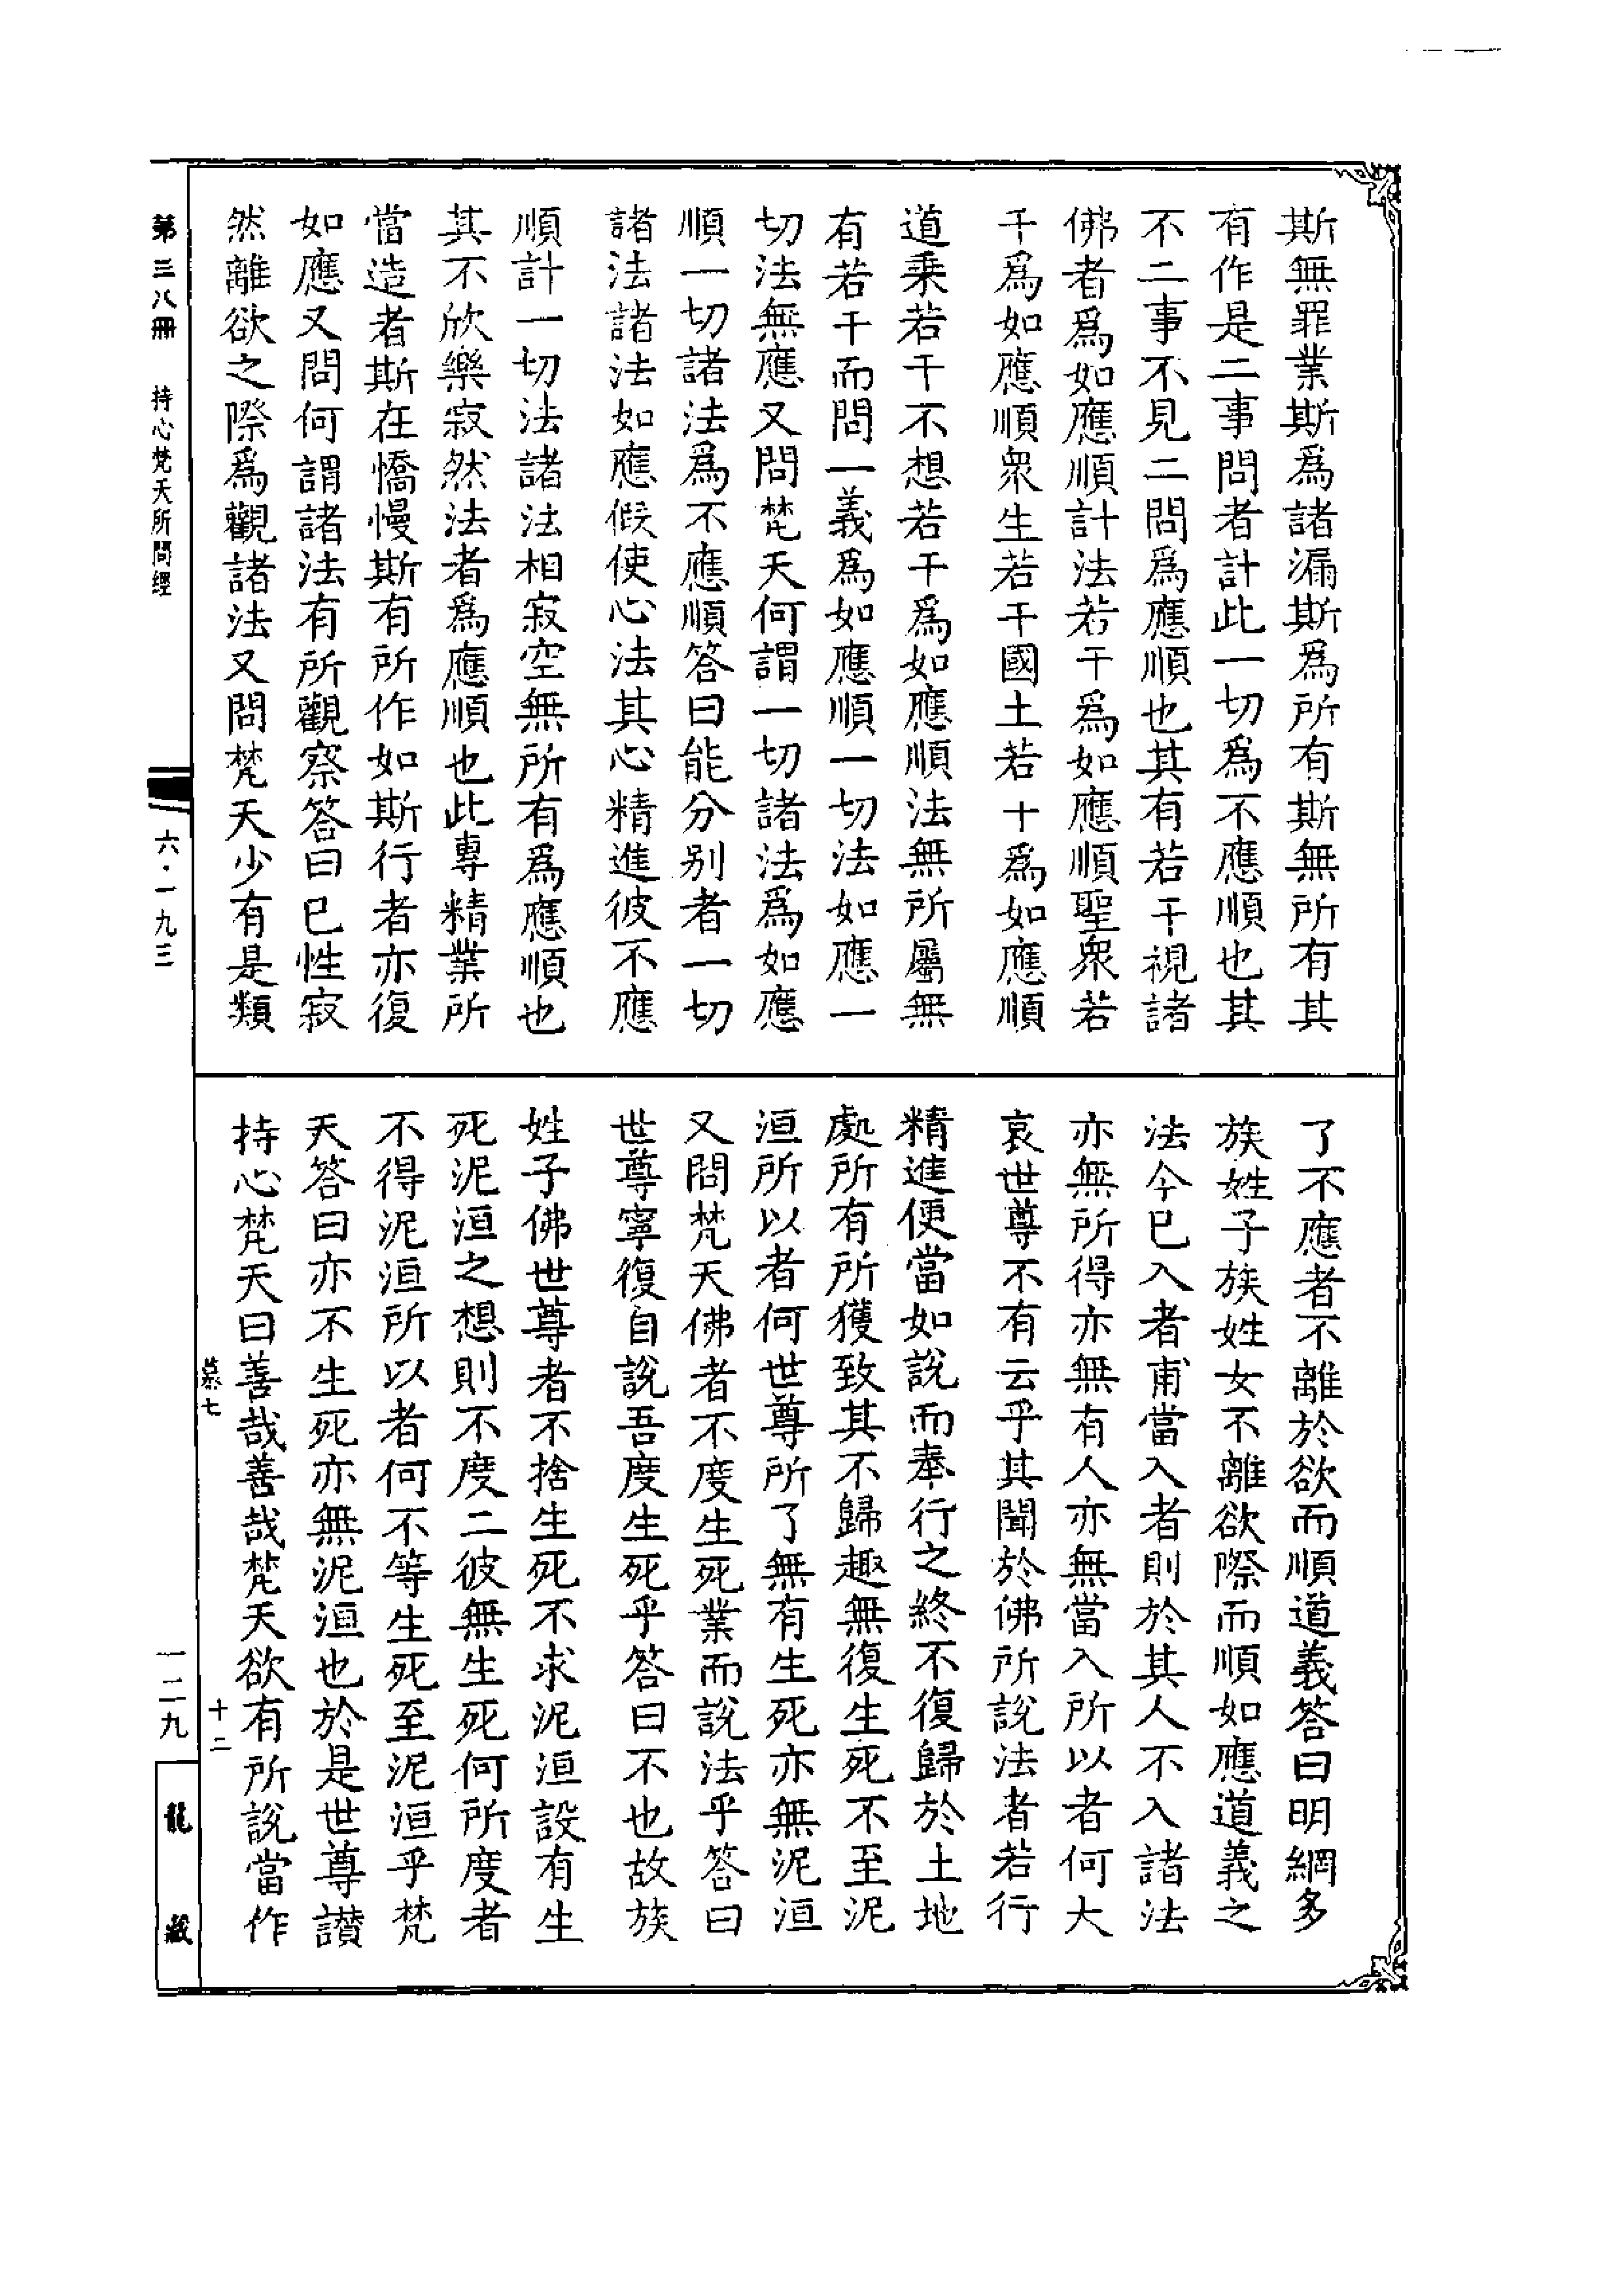 斯無罪業斯爲諸漏斯爲所有斯無所有其
有作是二事問者計此一切爲不應順也其
不二事不見二問爲應順也其有若干視諸
佛者爲如應順計法若干爲如應順聖衆若
千爲如應順衆生若干國土若十爲如應順
道乗若干不想若干爲如應順法無所屬無
有若干而問一義爲如應順一切法如應一
切法無應又問梵天何謂一切諸法爲如應
順一切諸法爲不應順答曰能分別者一切
諸法諸法如應假使心法其心精進彼不應
順計一切法諸法相寂空無所有爲應順也
其不欣樂寂然法者爲應順也此專精業所
當造者斯在憍慢斯有所作如斯行者亦復
如應又問何謂諸法有所觀察答曰已性寂
然離欲之際爲觀諸法又問梵天少有是類
了不應者不離於欲而順道義答曰明網多
族姓子族姓女不離欲際而順如應道義之
法今已入者甫當入者則於其人不入諸法
亦無所得亦無有人亦無當入所以者何大
哀世尊不有云乎其聞於佛所說法者若行
精進便當如說而奉行之終不復歸於土地
處所有所獲致其不歸趣無復生死不至泥
洹所以者何世尊所了無有生死亦無泥洹
又問梵天佛者不度生死業而說法乎答曰
世尊寧復自說吾度生死乎答曰不也故族
姓子佛世尊者不捨生死不求泥洹設有生
死泥洹之想則不度二彼無生死何所度者
不得泥洹所以者何不等生死至泥洹乎梵
天答曰亦不生死亦無泥洹也於是世尊讃
持心梵天曰善哉善哉梵天欲有所說當作
慕七
十二
第三八冊
持心梵天所問經
六·一九三
一二九
龍藏